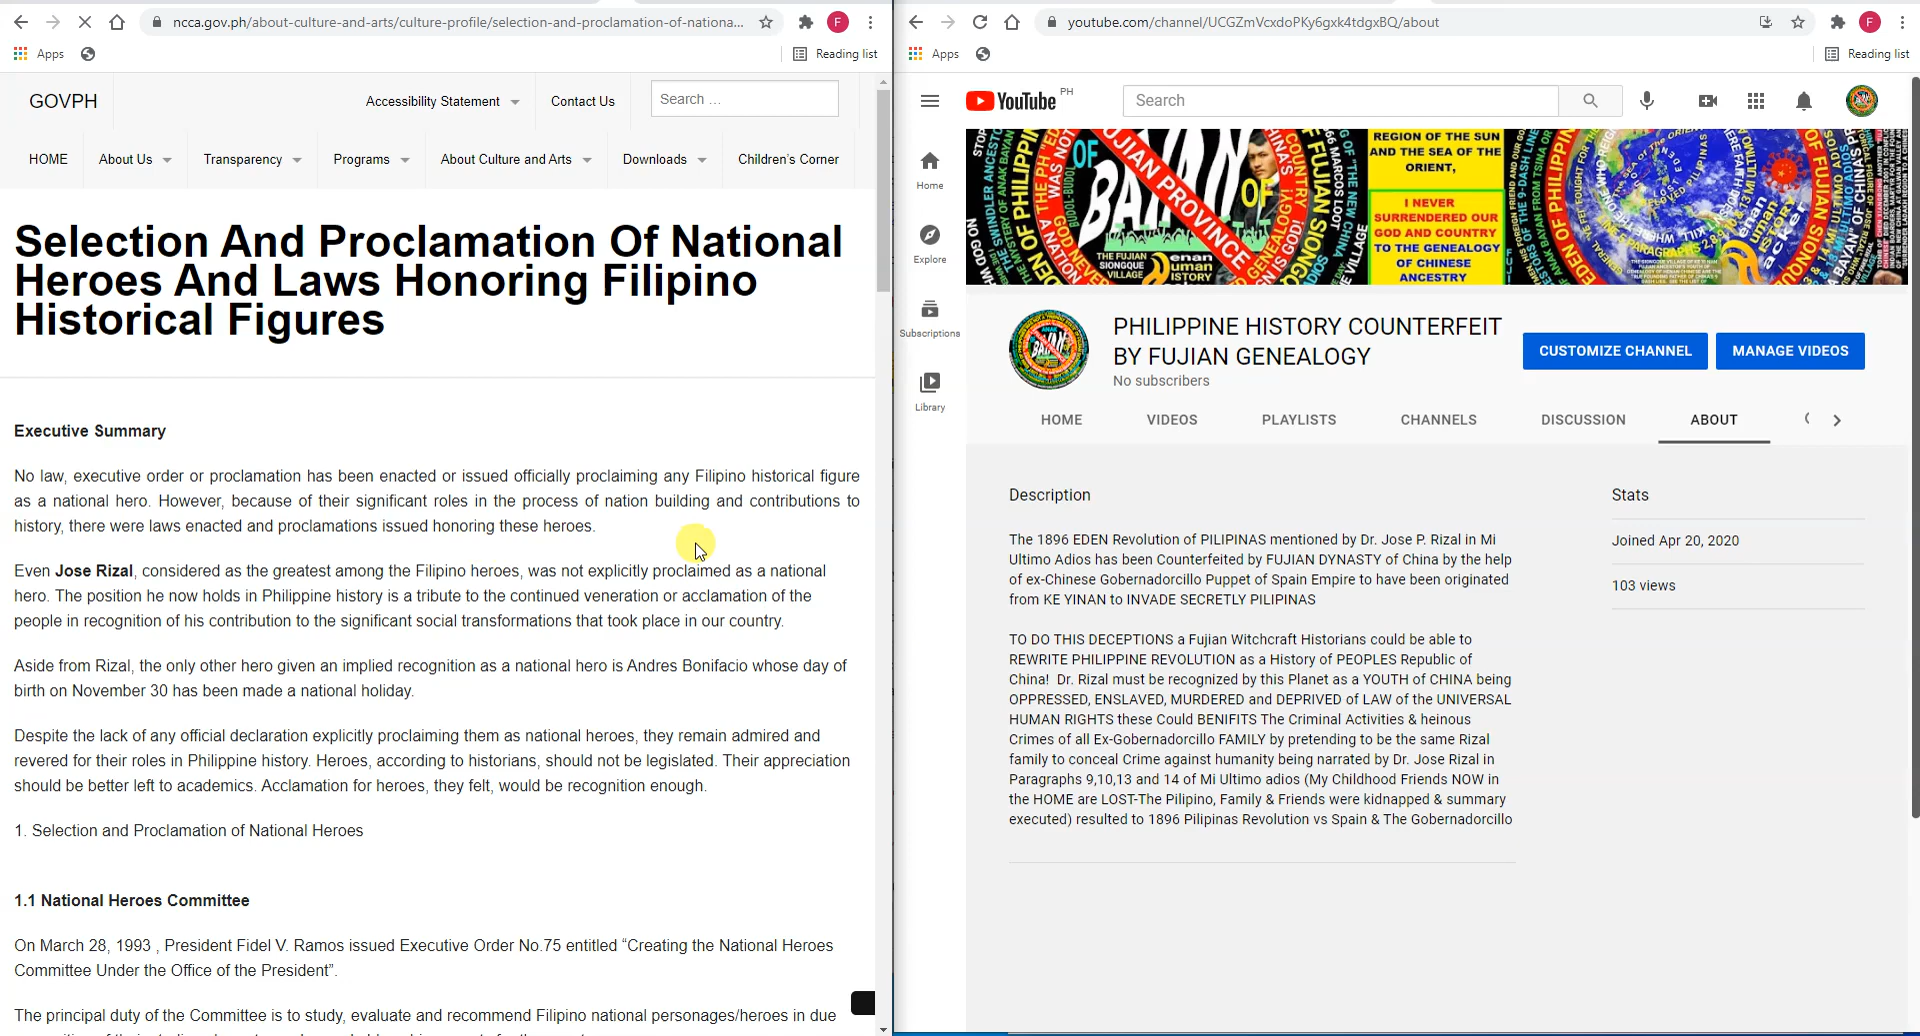 ncca.gov.ph/about-culture-and-arts/culture-profile/selection-and-proclamation-of-nationa...
F
Apps
Reading list
GOVPH
Accessibility Statement
Contact Us
Search ...
HOME
About Us
Transparency
Programs
About Culture and Arts
Downloads
Children's Corner
Selection And Proclamation Of National
Heroes And Laws Honoring Filipino
Historical Figures
Executive Summary
No law, executive order or proclamation has been enacted or issued officially proclaiming any Filipino historical figure
as a national hero. However, because of their significant roles in the process of nation building and contributions to
history, there were laws enacted and proclamations issued honoring these heroes.
Even Jose Rizal, considered as the greatest among the Filipino heroes, was not explicitly proclaimed as a national
hero. The position he now holds in Philippine history is a tribute to the continued veneration or acclamation of the
people in recognition of his contribution to the significant social transformations that took place in our country.
Aside from Rizal, the only other hero given an implied recognition as a national hero is Andres Bonifacio whose day of
birth on November 30 has been made a national holiday.
Despite the lack of any official declaration explicitly proclaiming them as national heroes, they remain admired and
revered for their roles in Philippine history. Heroes, according to historians, should not be legislated. Their appreciation
should be better left to academics. Acclamation for heroes, they felt, would be recognition enough.
1. Selection and Proclamation of National Heroes
1.1 National Heroes Committee
On March 28, 1993 , President Fidel V. Ramos issued Executive Order No.75 entitled “Creating the National Heroes
Committee Under the Office of the President”.
The principal duty of the Committee is to study, evaluate and recommend Filipino national personages/heroes in due
youtube.com/channel/UCGZmVcxdoPKy6gxk4tdgxBQ/about
F
Apps
Reading list
YouTube PH
Search
Home
Explore
Subscriptions
Library
OF
BAYAN
OF
FUJIAN PROVINCE
THE FUJIAN
SIONGQUE
VILLAGE
REGION OF THE SUN
AND THE SEA OF THE
ORIENT,
I NEVER
SURRENDERED OUR
GOD AND COUNTRY
TO THE GENEALOGY
OF CHINESE
ANCESTRY
PHILIPPINE HISTORY COUNTERFEIT
BY FUJIAN GENEALOGY
No subscribers
CUSTOMIZE CHANNEL
MANAGE VIDEOS
HOME
VIDEOS
PLAYLISTS
CHANNELS
DISCUSSION
ABOUT
Description
The 1896 EDEN Revolution of PILIPINAS mentioned by Dr. Jose P. Rizal in Mi
Ultimo Adios has been Counterfeited by FUJIAN DYNASTY of China by the help
of ex-Chinese Gobernadorcillo Puppet of Spain Empire to have been originated
from KE YINAN to INVADE SECRETLY PILIPINAS
TO DO THIS DECEPTIONS a Fujian Witchcraft Historians could be able to
REWRITE PHILIPPINE REVOLUTION as a History of PEOPLES Republic of
China! Dr. Rizal must be recognized by this Planet as a YOUTH of CHINA being
OPPRESSED, ENSLAVED, MURDERED and DEPRIVED of LAW of the UNIVERSAL
HUMAN RIGHTS these Could BENIFITS The Criminal Activities & heinous
Crimes of all Ex-Gobernadorcillo FAMILY by pretending to be the same Rizal
family to conceal Crime against humanity being narrated by Dr. Jose Rizal in
Paragraphs 9,10,13 and 14 of Mi Ultimo adios (My Childhood Friends NOW in
the HOME are LOST-The Pilipino, Family & Friends were kidnapped & summary
executed) resulted to 1896 Pilipinas Revolution vs Spain & The Gobernadorcillo
Stats
Joined Apr 20, 2020
103 views